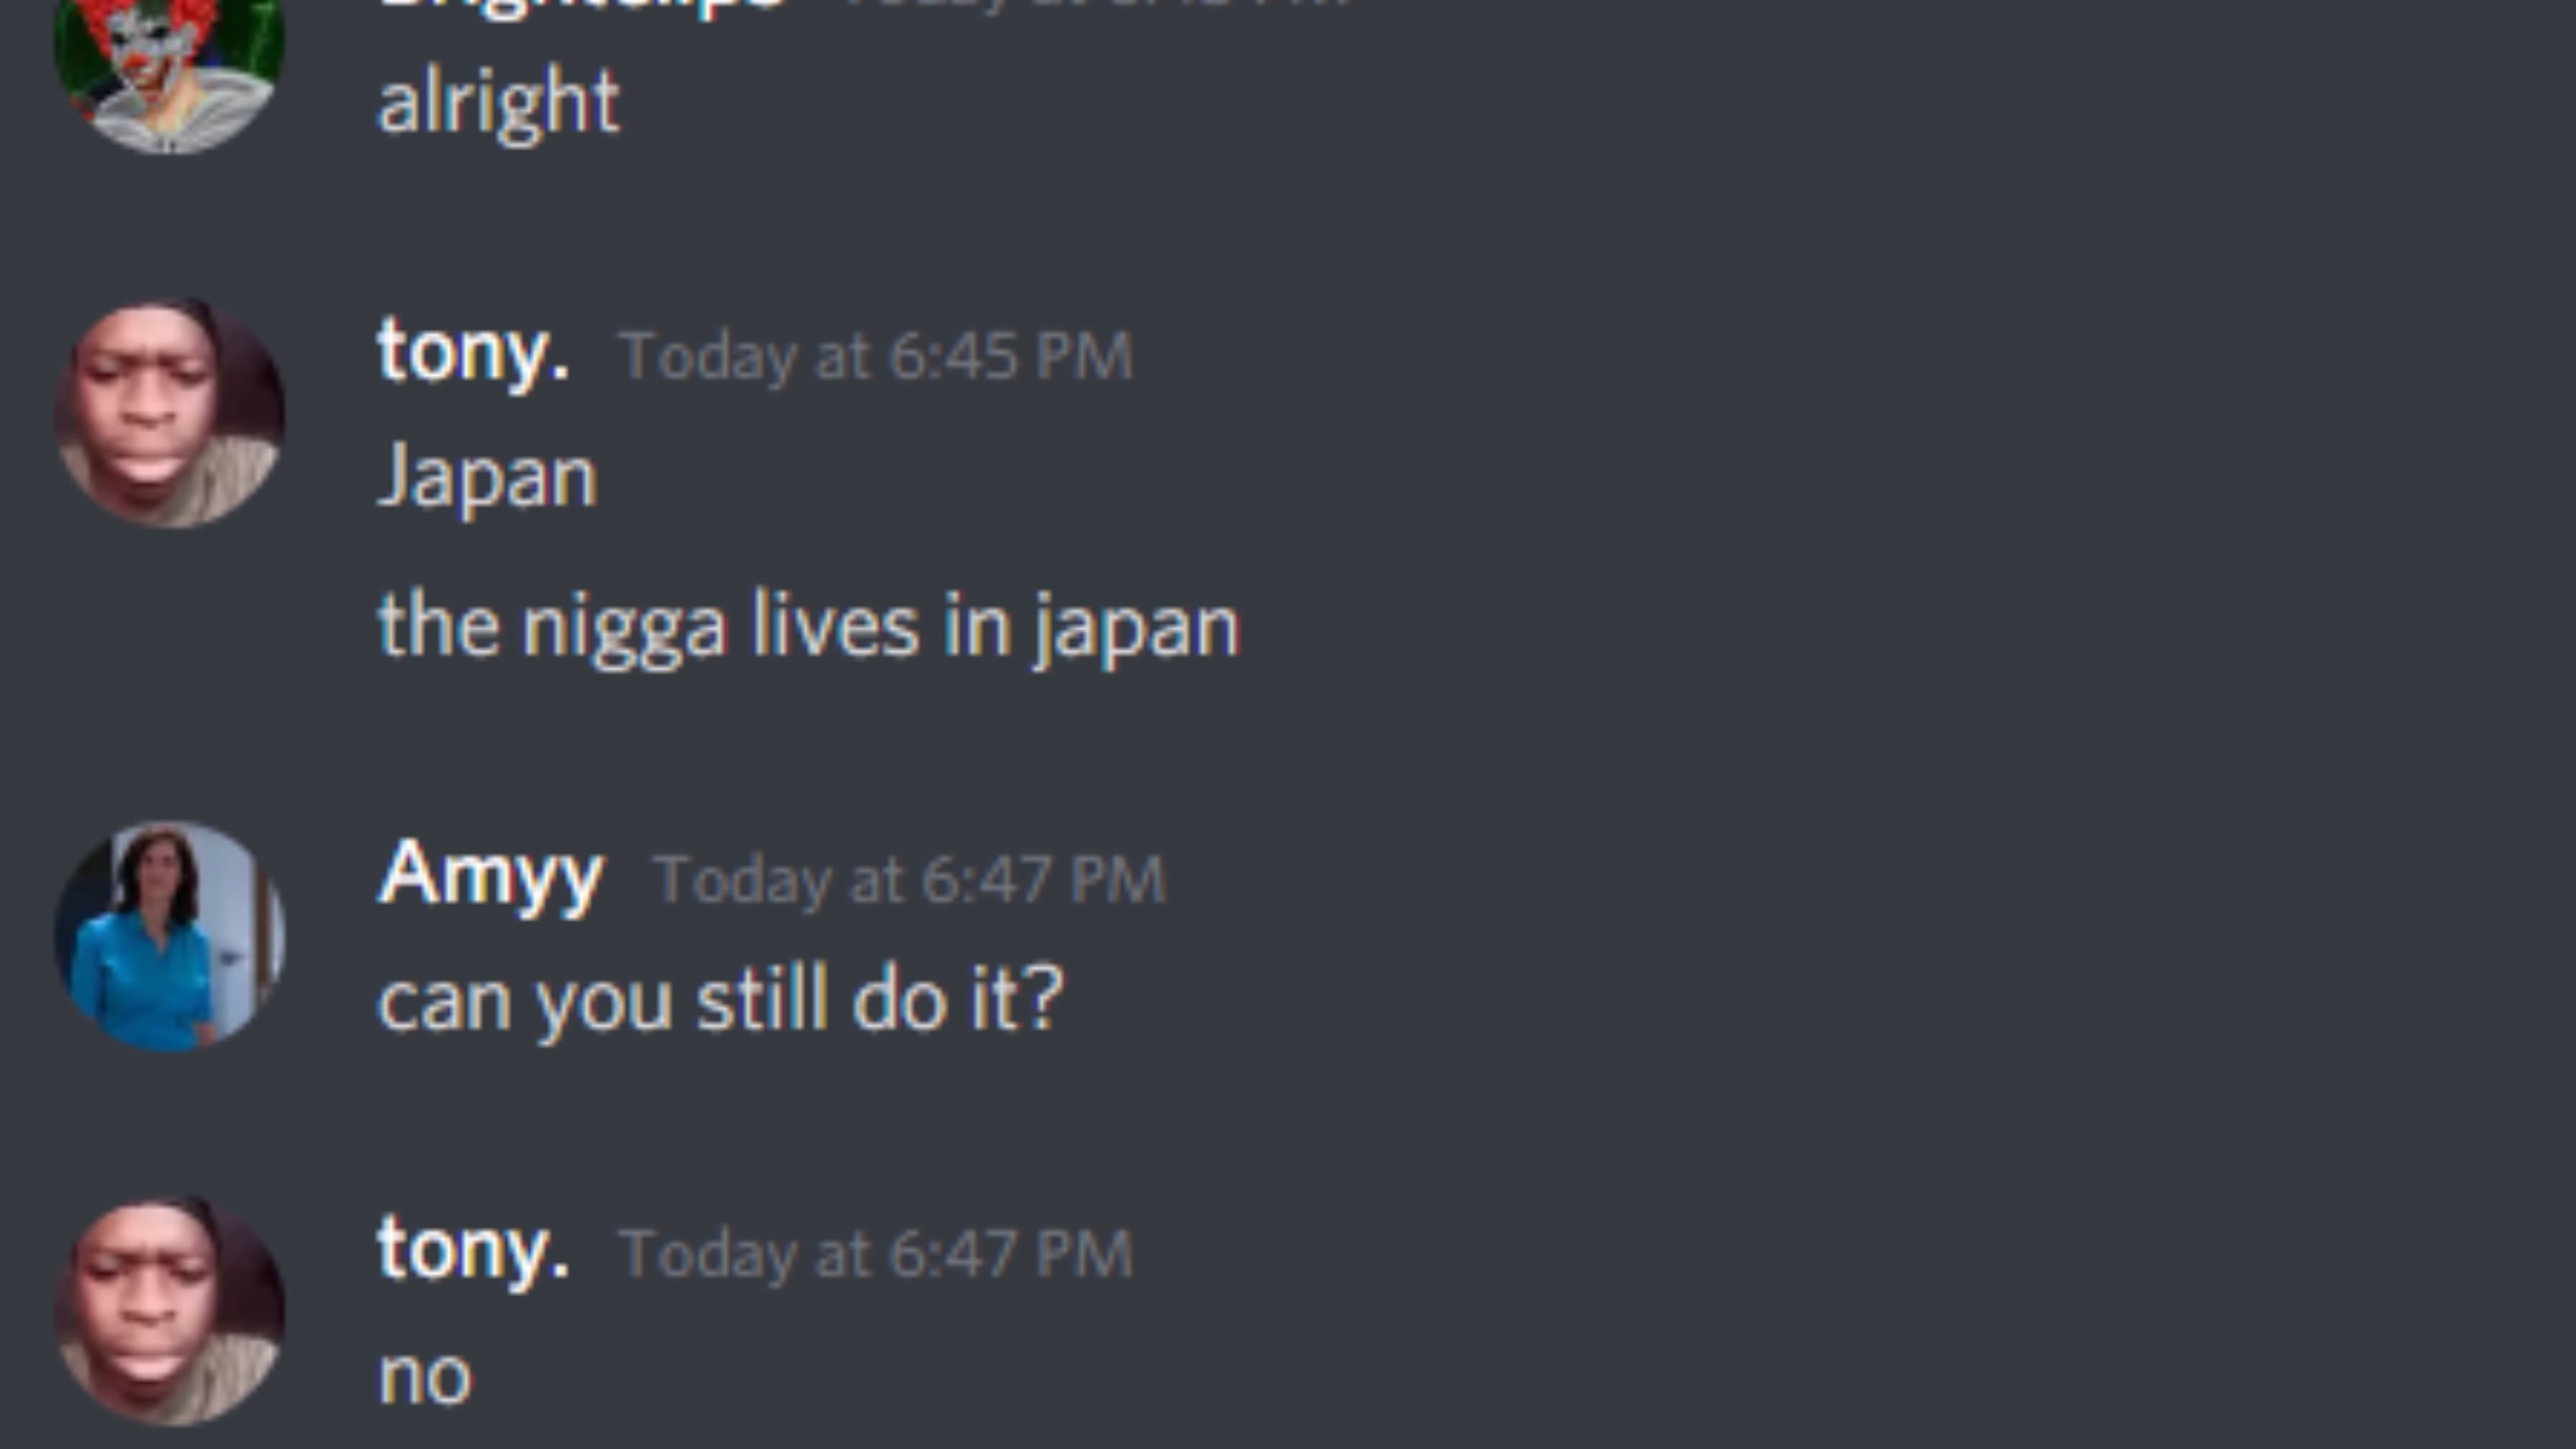 alright
tony. Today at 6:45 PM
Japan
the nigga lives in japan
Amyy Today at 6:47 PM
can you still do it?
tony. Today at 6:47 PM
no